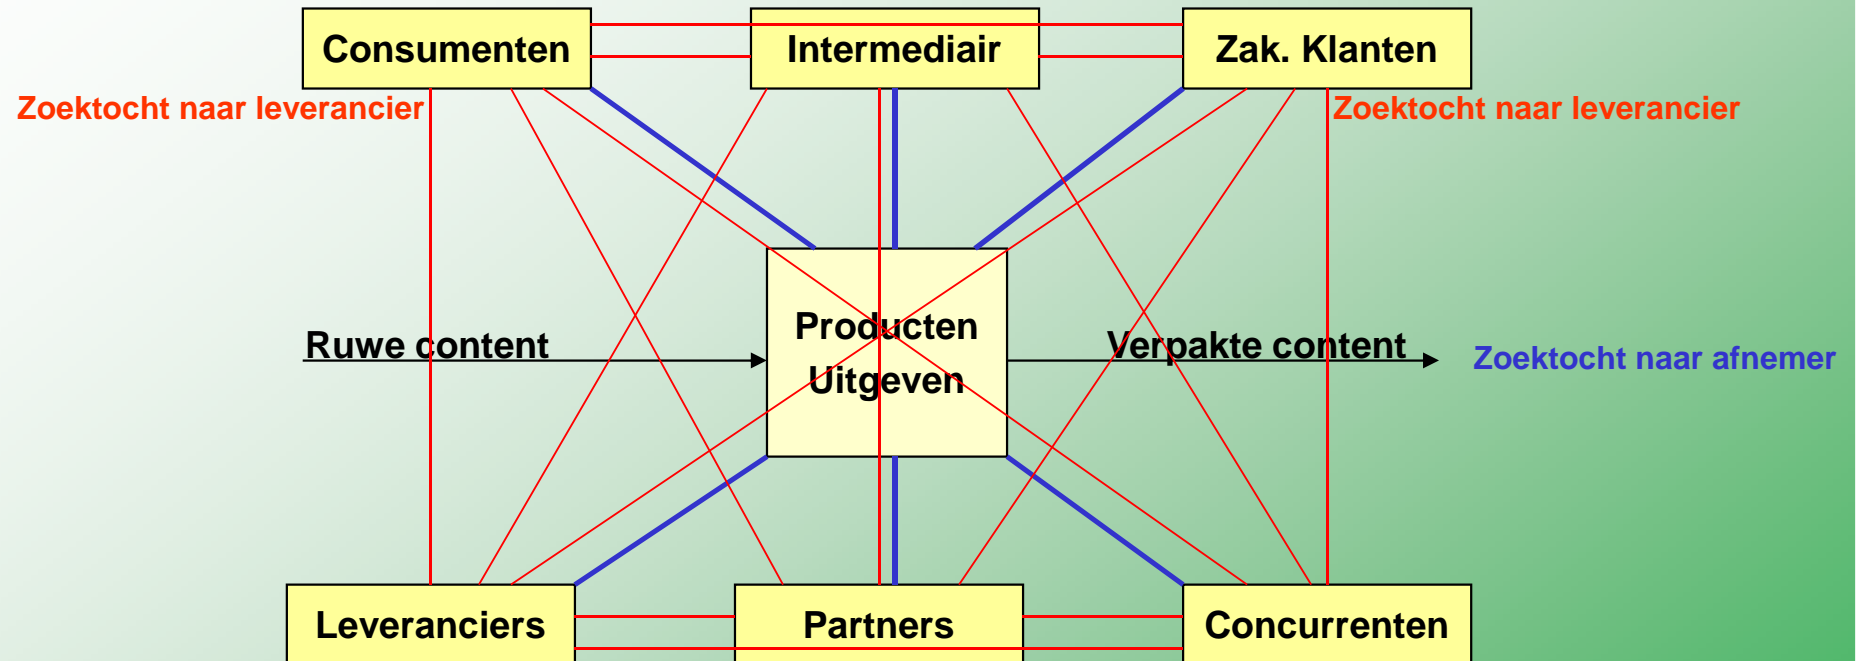 Consumenten
Intermediair
Zak. Klanten
Zoektocht naar leverancier
Zoektocht naar leverancier
Ruwe content
Producten
Uitgeven
Verpakte content
Zoektocht naar afnemer
Leveranciers
Partners
Concurrenten